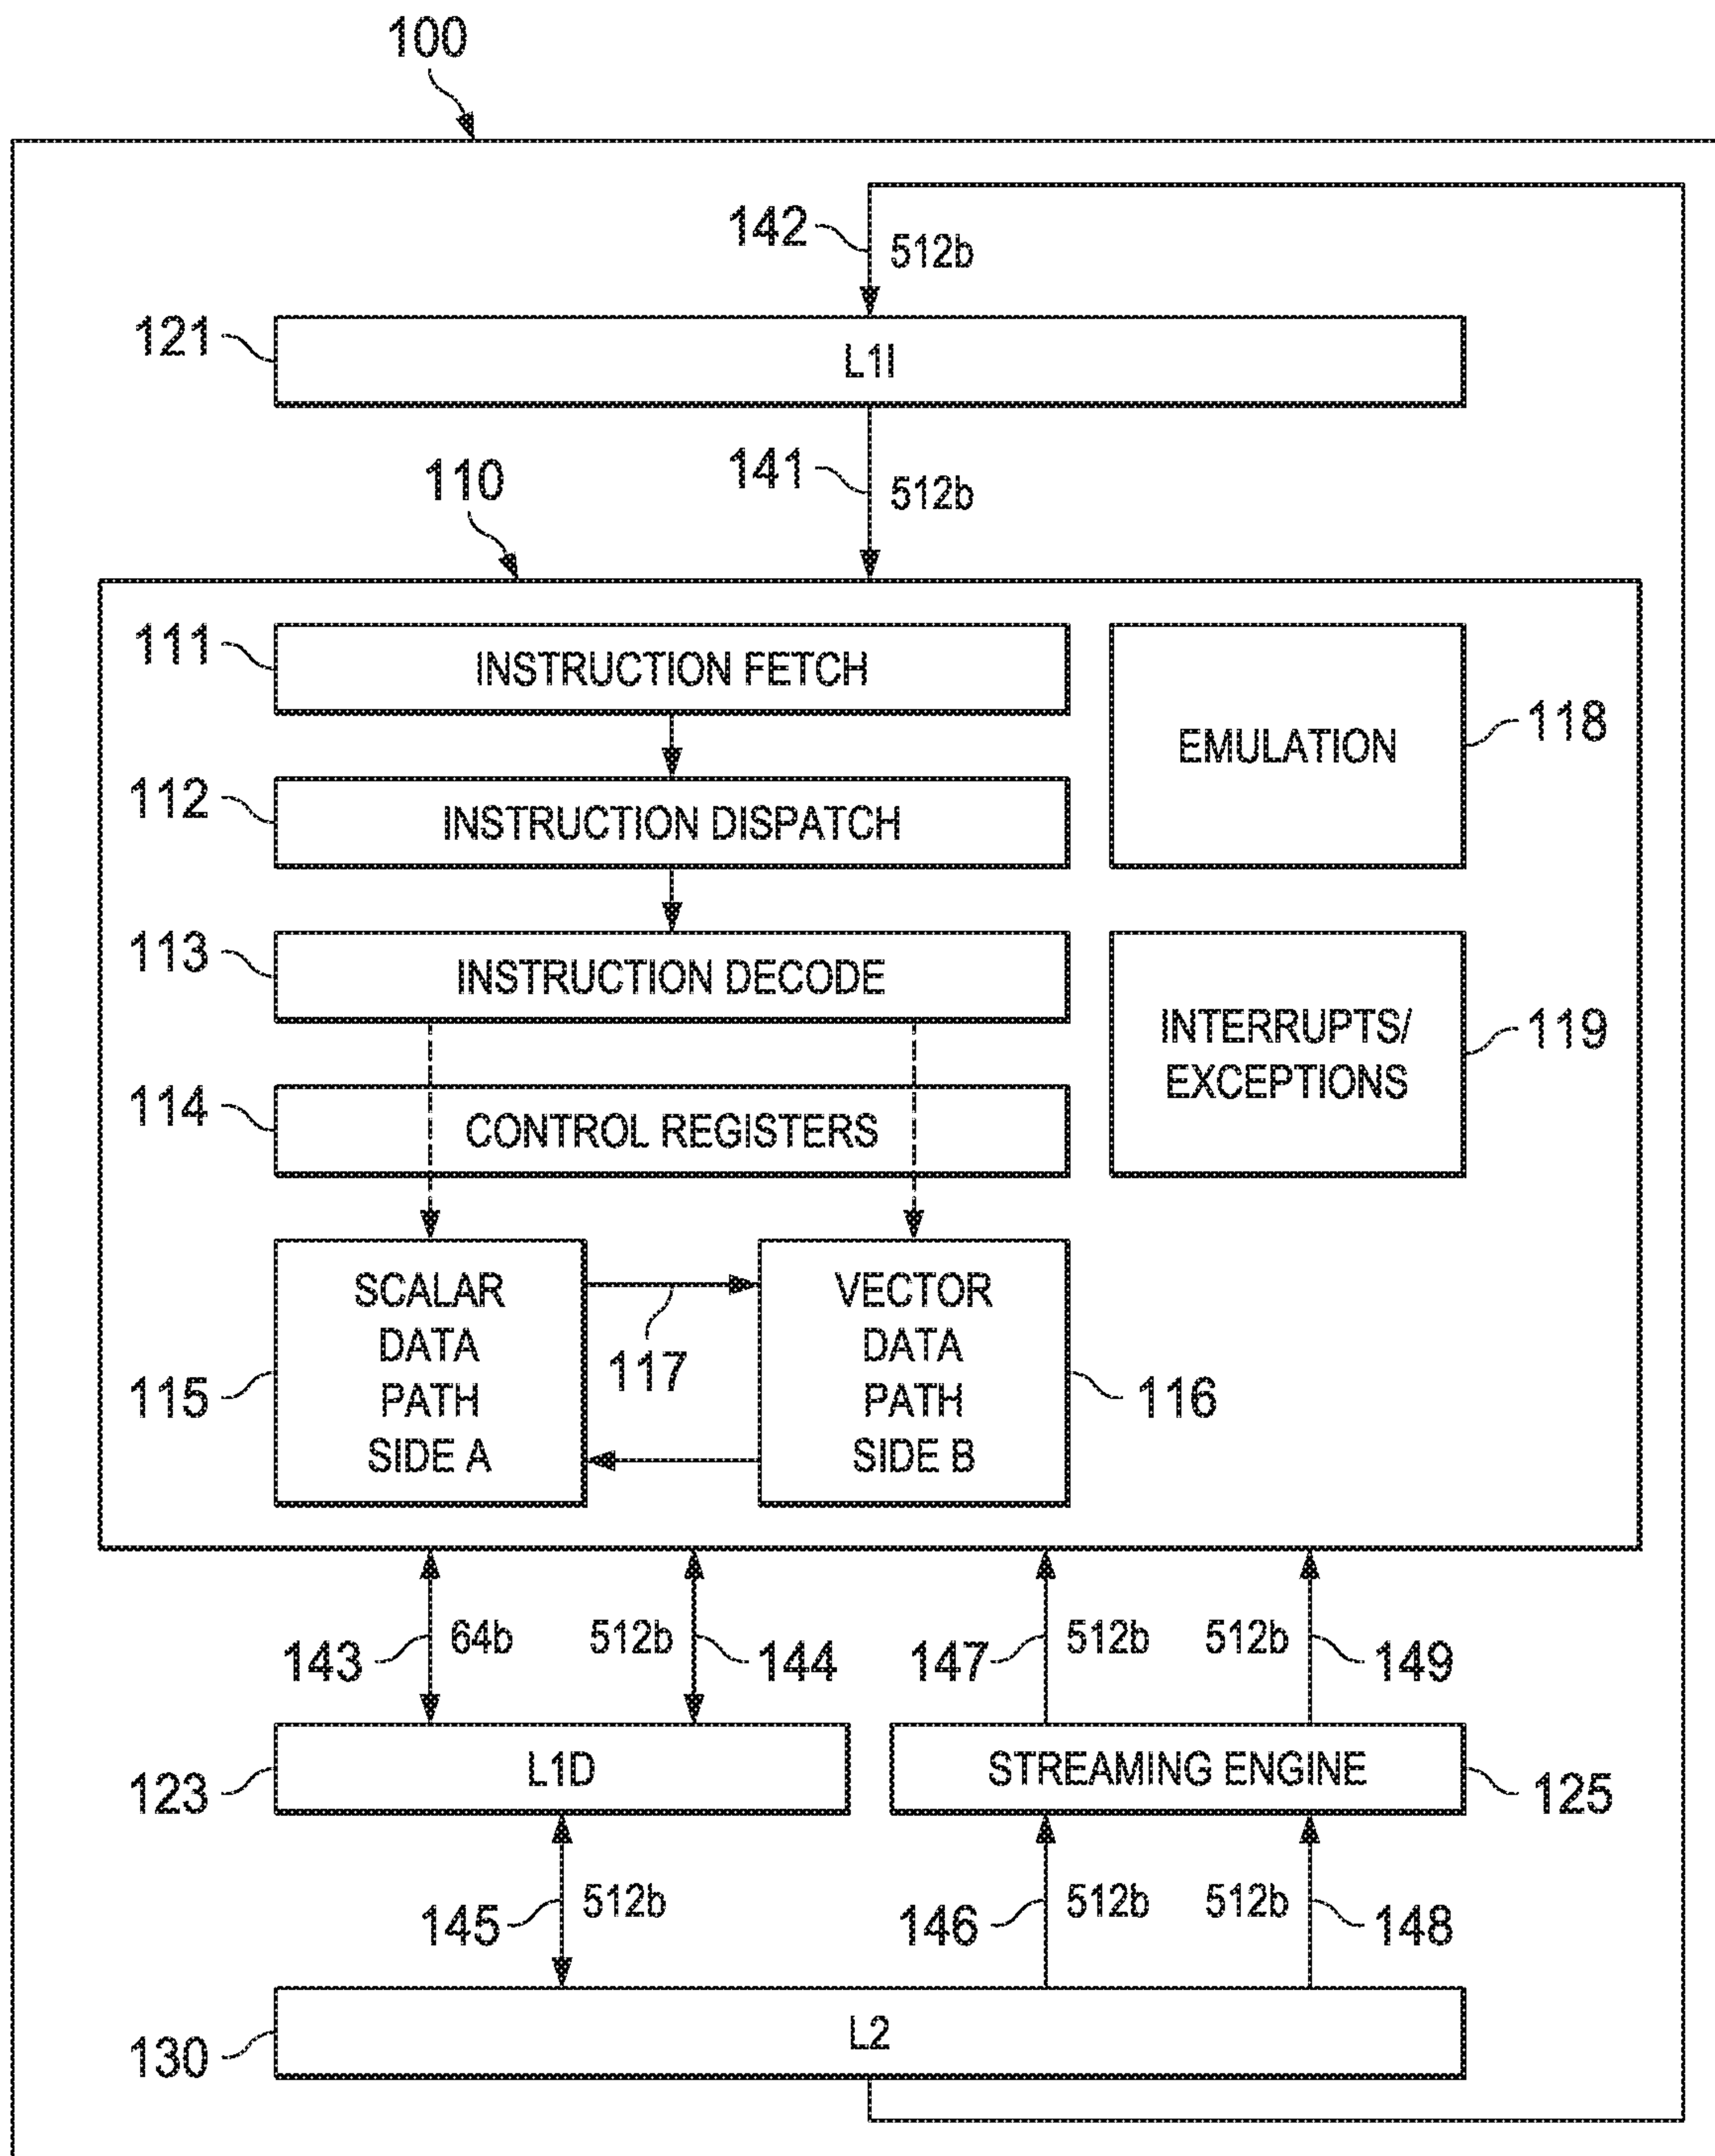 100
142
512b
121
L1I
110
141
512b
111
INSTRUCTION FETCH
EMULATION
118
112
INSTRUCTION DISPATCH
113
INSTRUCTION DECODE
INTERRUPTS/
EXCEPTIONS
119
114
CONTROL REGISTERS
SCALAR
DATA
PATH
SIDE A
115
117
VECTOR
DATA
PATH
SIDE B
116
143
64b
512b
144
147
512b
512b
149
123
L1D
STREAMING ENGINE
125
145
512b
146
512b
512b
148
130
L2